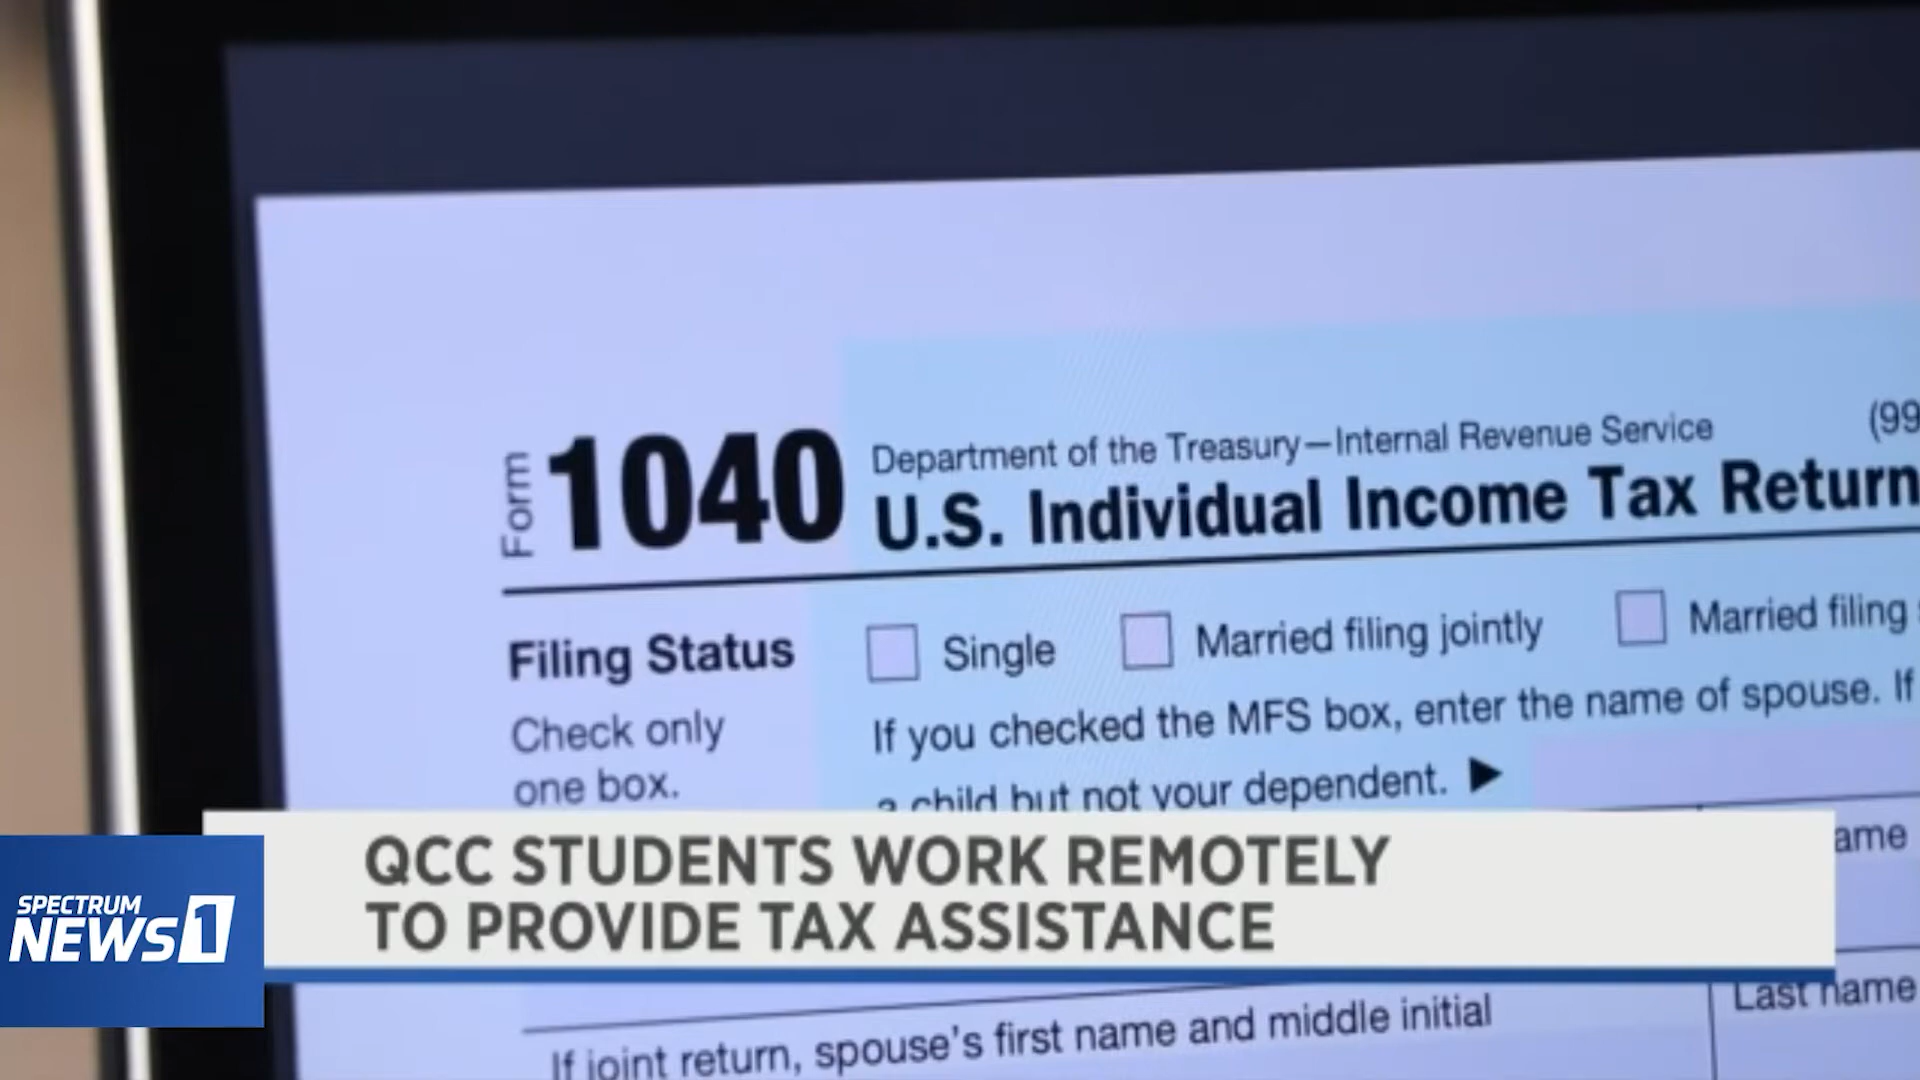 Form 1040
Department of the Treasury—Internal Revenue Service (99
U.S. Individual Income Tax Return
Filing Status
Check only
one box.
Single Married filing jointly Married filing
If you checked the MFS box, enter the name of spouse. If
a child but not your dependent. ▶
QCC STUDENTS WORK REMOTELY
TO PROVIDE TAX ASSISTANCE
SPECTRUM
NEWS 1
Last name
If joint return, spouse's first name and middle initial